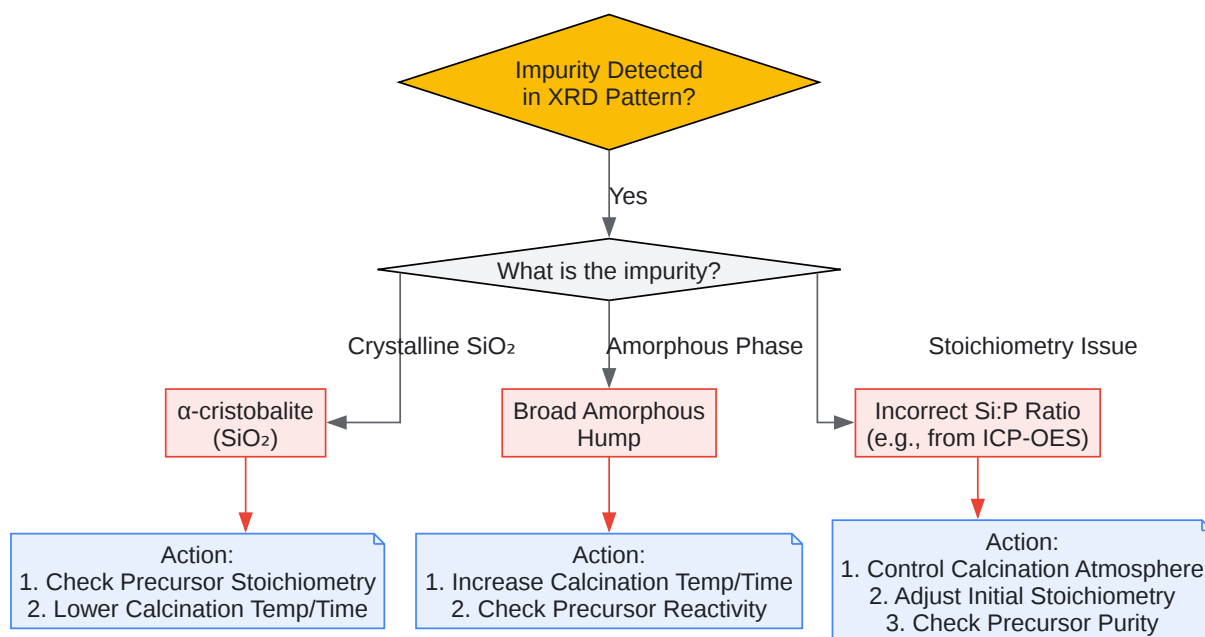 Impurity Detected
in XRD Pattern?
Yes
What is the impurity?
Crystalline SiO₂
Amorphous Phase
Stoichiometry Issue
α-cristobalite
(SiO₂)
Broad Amorphous
Hump
Incorrect Si:P Ratio
(e.g., from ICP-OES)
Action:
1. Check Precursor Stoichiometry
2. Lower Calcination Temp/Time
Action:
1. Increase Calcination Temp/Time
2. Check Precursor Reactivity
Action:
1. Control Calcination Atmosphere
2. Adjust Initial Stoichiometry
3. Check Precursor Purity